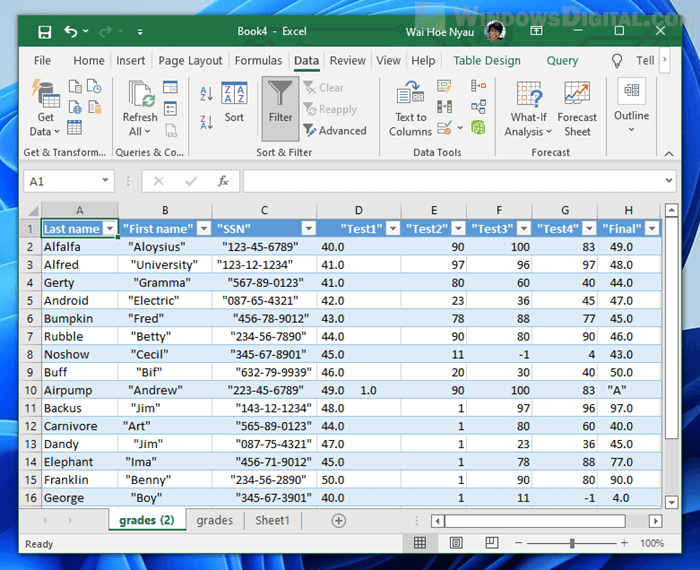 WindowsDigital.com
Book4 - Excel Wai Hoe Nyau
File Home Insert Page Layout Formulas Data Review View Help Table Design Query Tell
Get Data Refresh All Sort Filter Clear Reapply Advanced Text to Columns What-If Analysis Forecast Sheet Outline
Get & Transform... Queries & Co... Sort & Filter Data Tools Forecast
A1 fx
A B C D E F G H
1 Last name "First name" "SSN" "Test1" "Test2" "Test3" "Test4" "Final"
2 Alfalfa "Aloysius" "123-45-6789" 40.0 90 100 83 49.0
3 Alfred "University" "123-12-1234" 41.0 97 96 97 48.0
4 Gerty "Gramma" "567-89-0123" 41.0 80 60 40 44.0
5 Android "Electric" "087-65-4321" 42.0 23 36 45 47.0
6 Bumpkin "Fred" "456-78-9012" 43.0 78 88 77 45.0
7 Rubble "Betty" "234-56-7890" 44.0 90 80 90 46.0
8 Noshow "Cecil" "345-67-8901" 45.0 11 -1 4 43.0
9 Buff "Bif" "632-79-9939" 46.0 20 30 40 50.0
10 Airpump "Andrew" "223-45-6789" 49.0 1.0 90 100 83 "A"
11 Backus "Jim" "143-12-1234" 48.0 1 97 96 97.0
12 Carnivore "Art" "565-89-0123" 44.0 1 80 60 40.0
13 Dandy "Jim" "087-75-4321" 47.0 1 23 36 45.0
14 Elephant "Ima" "456-71-9012" 45.0 1 78 88 77.0
15 Franklin "Benny" "234-56-2890" 50.0 1 90 80 90.0
16 George "Boy" "345-67-3901" 40.0 1 11 -1 4.0
grades (2) grades Sheet1
Ready 100%